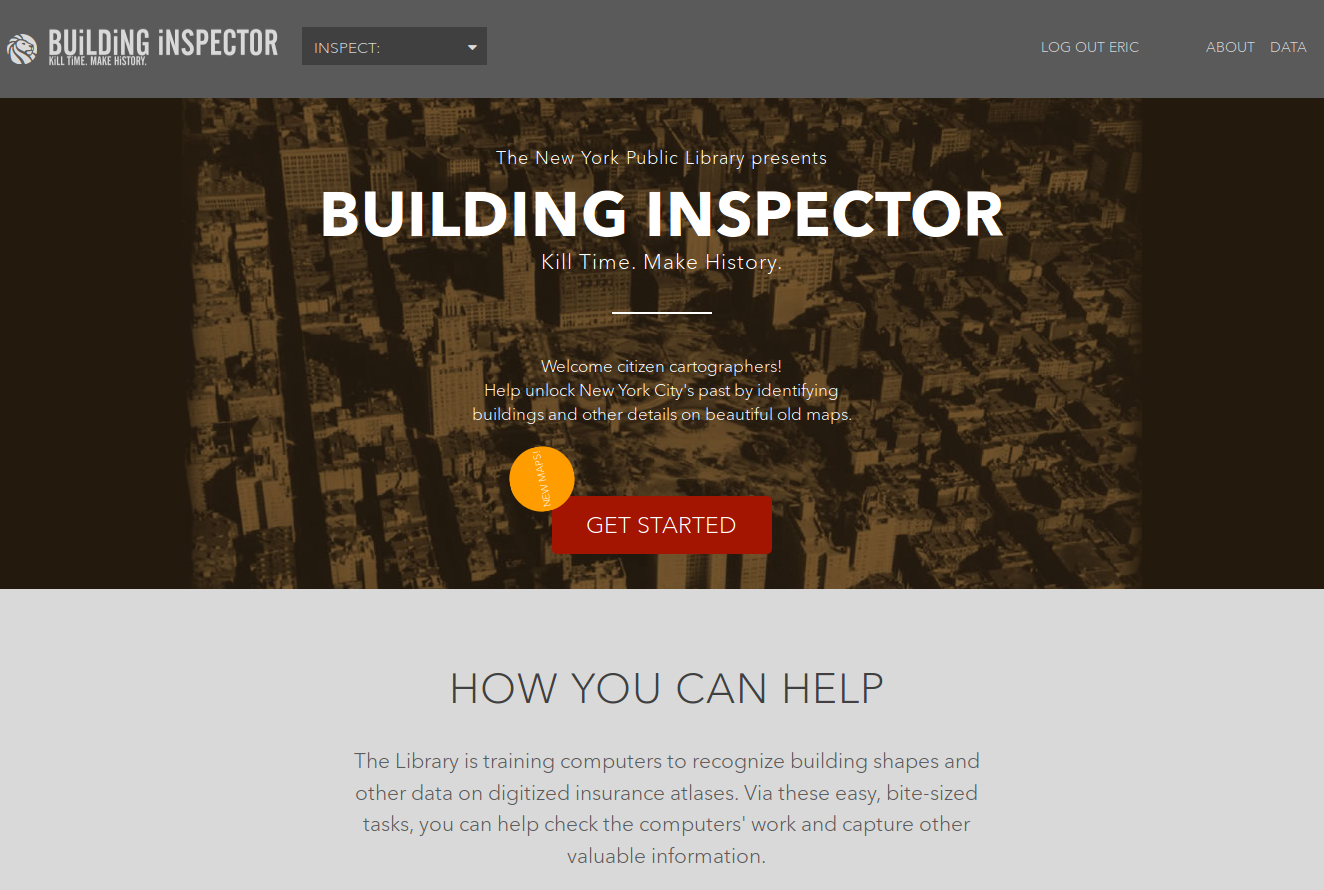 BUiLDiNG iNSPECTOR
KiLL TiME. MAKE HiSTORY.
INSPECT:
LOG OUT ERIC
ABOUT
DATA
The New York Public Library presents
BUILDING INSPECTOR
Kill Time. Make History.
Welcome citizen cartographers!
Help unlock New York City's past by identifying
buildings and other details on beautiful old maps.
NEW MAPS!
GET STARTED
HOW YOU CAN HELP
The Library is training computers to recognize building shapes and
other data on digitized insurance atlases. Via these easy, bite-sized
tasks, you can help check the computers' work and capture other
valuable information.